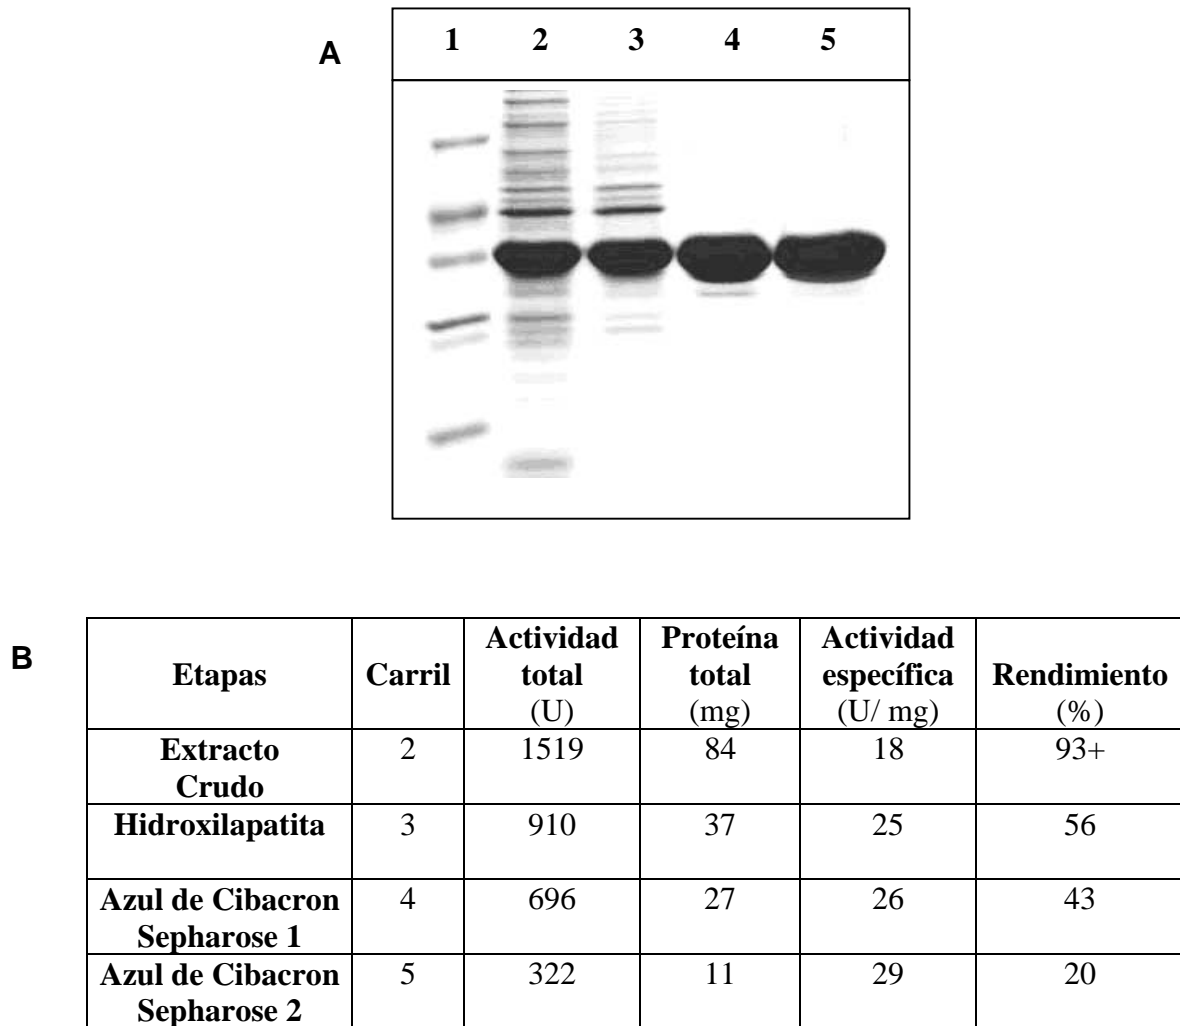 A
1 2 3 4 5
B
Etapas Carril Actividad total (U) Proteína total (mg) Actividad específica (U/ mg) Rendimiento (%)
Extracto Crudo 2 1519 84 18 93+
Hidroxilapatita 3 910 37 25 56
Azul de Cibacron Sepharose 1 4 696 27 26 43
Azul de Cibacron Sepharose 2 5 322 11 29 20